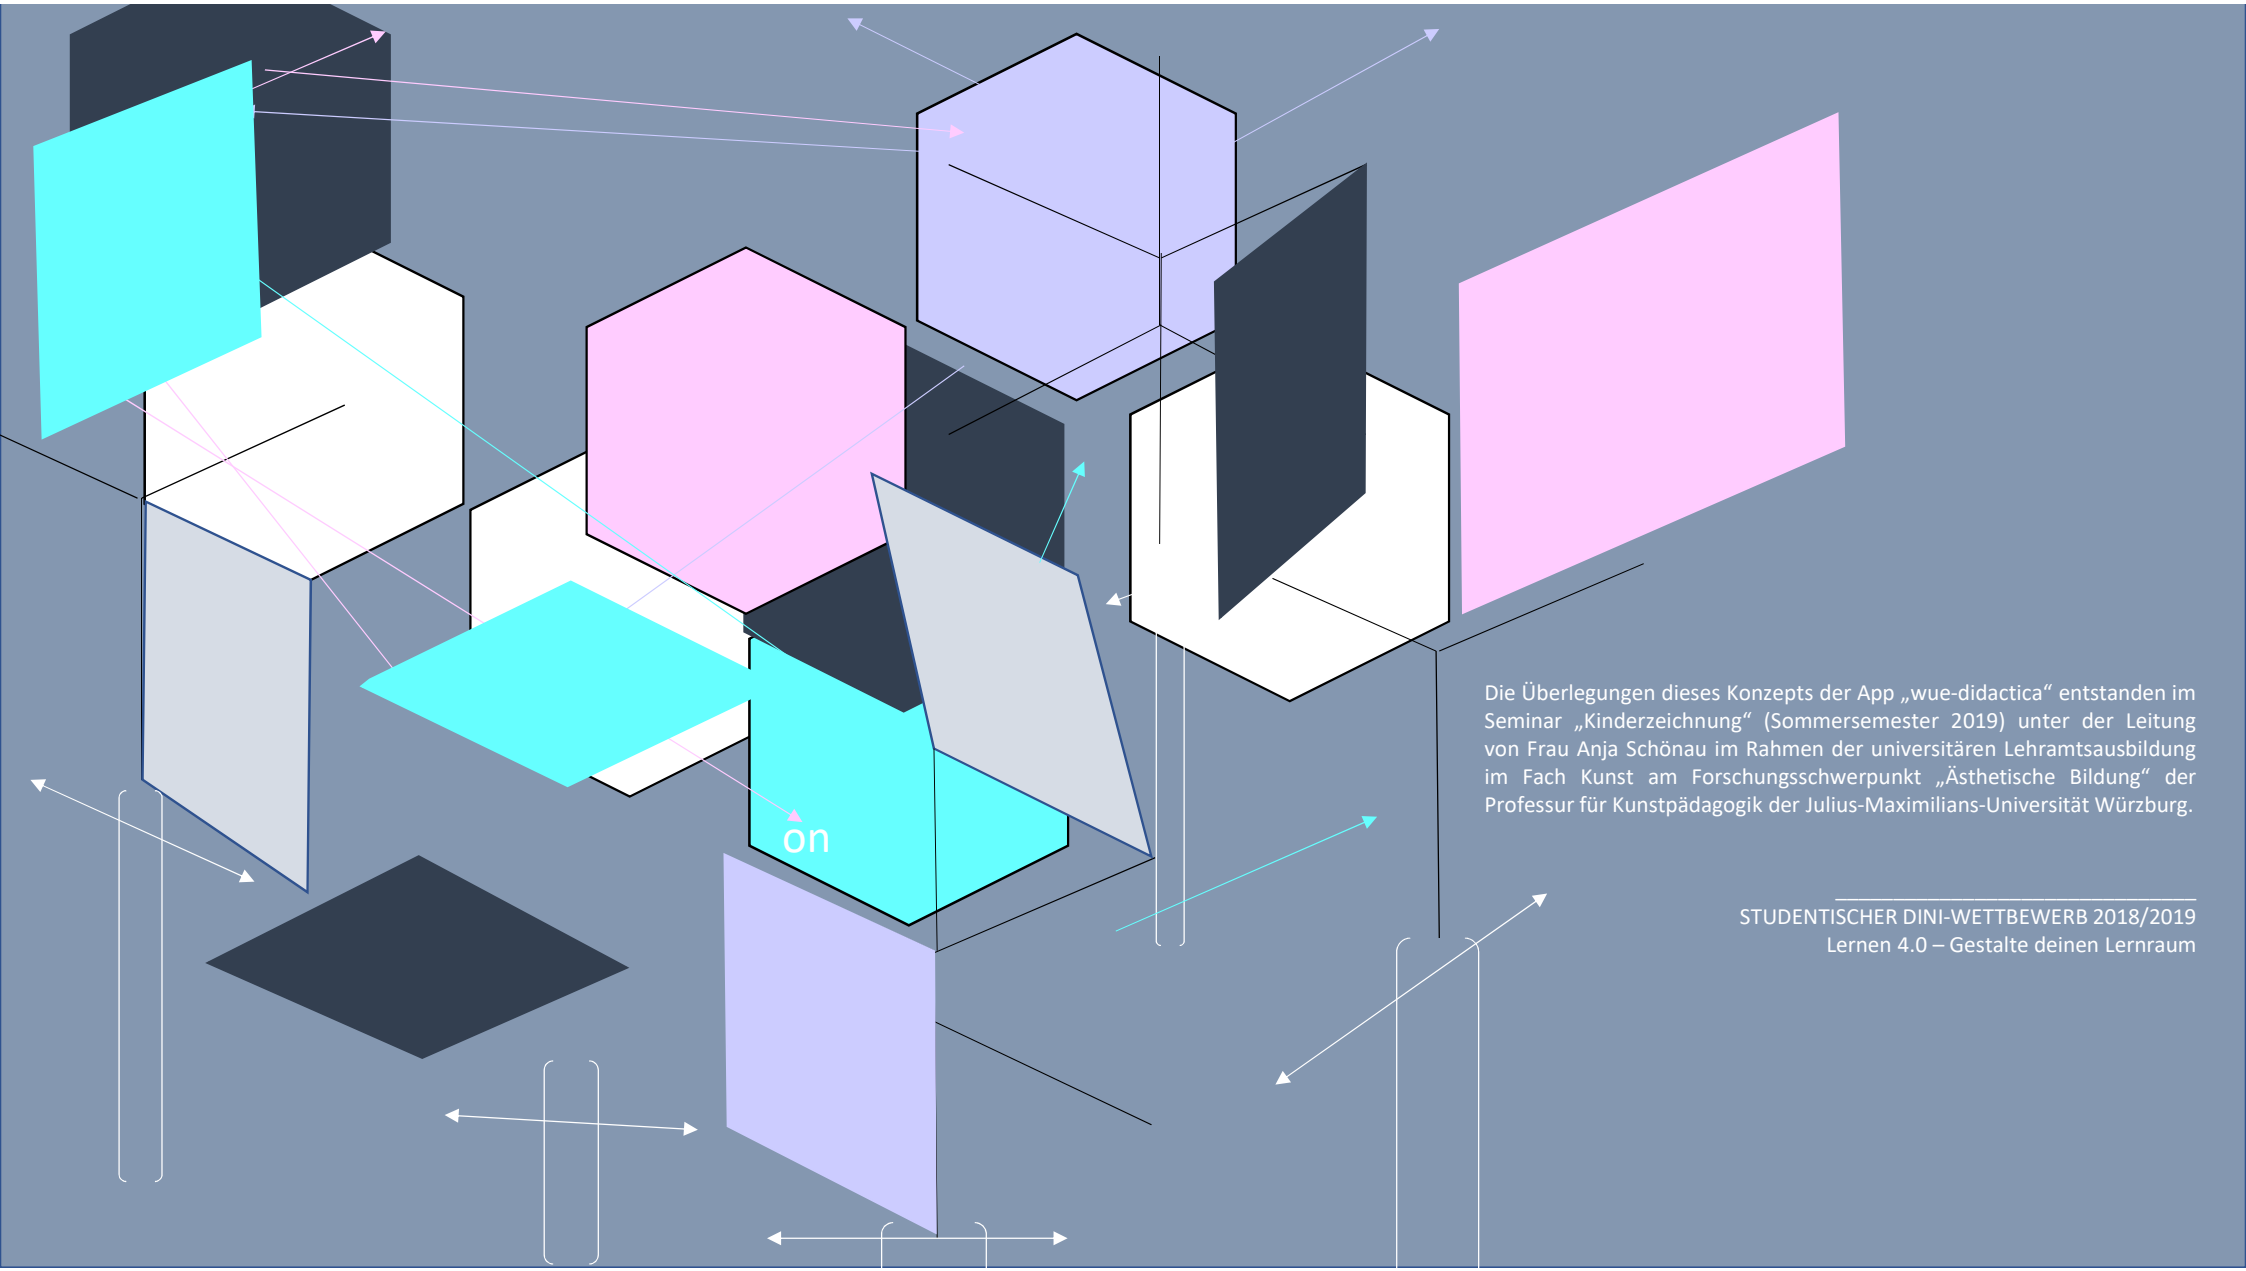 Die Überlegungen dieses Konzepts der App „wue-didactica“ entstanden im
Seminar „Kinderzeichnung“ (Sommersemester 2019) unter der Leitung
von Frau Anja Schönau im Rahmen der universitären Lehramtsausbildung
im Fach Kunst am Forschungsschwerpunkt „Ästhetische Bildung“ der
Professur für Kunstpädagogik der Julius-Maximilians-Universität Würzburg.
on
STUDENTISCHER DINI-WETTBEWERB 2018/2019
Lernen 4.0 – Gestalte deinen Lernraum